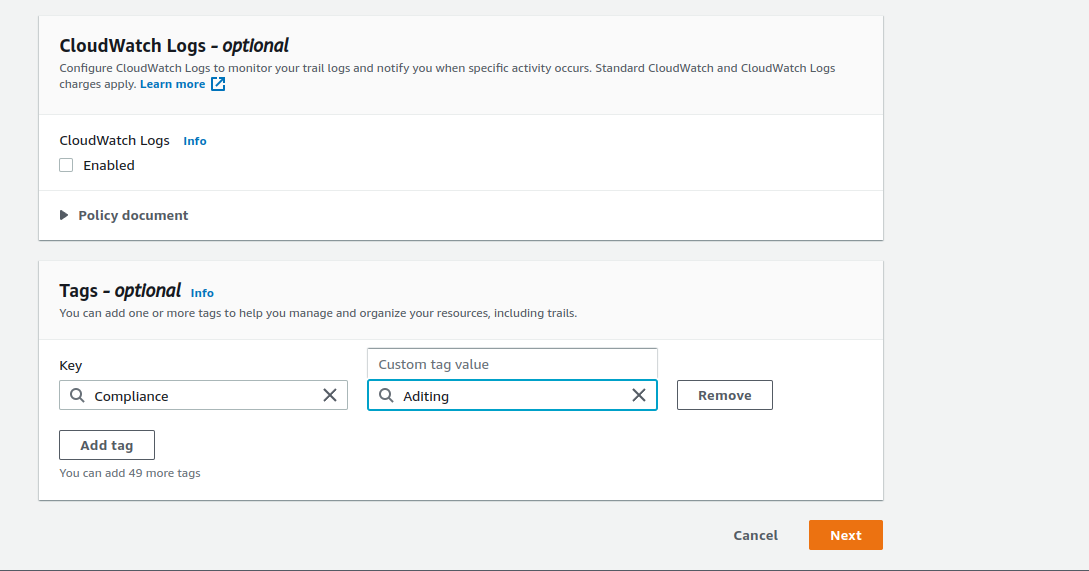 CloudWatch Logs - optional
Configure CloudWatch Logs to monitor your trail logs and notify you when specific activity occurs. Standard CloudWatch and CloudWatch Logs
charges apply. Learn more
CloudWatch Logs Info
Enabled
Policy document
Tags - optional Info
You can add one or more tags to help you manage and organize your resources, including trails.
Key
Custom tag value
Compliance
Aditing
Remove
Add tag
You can add 49 more tags
Cancel
Next